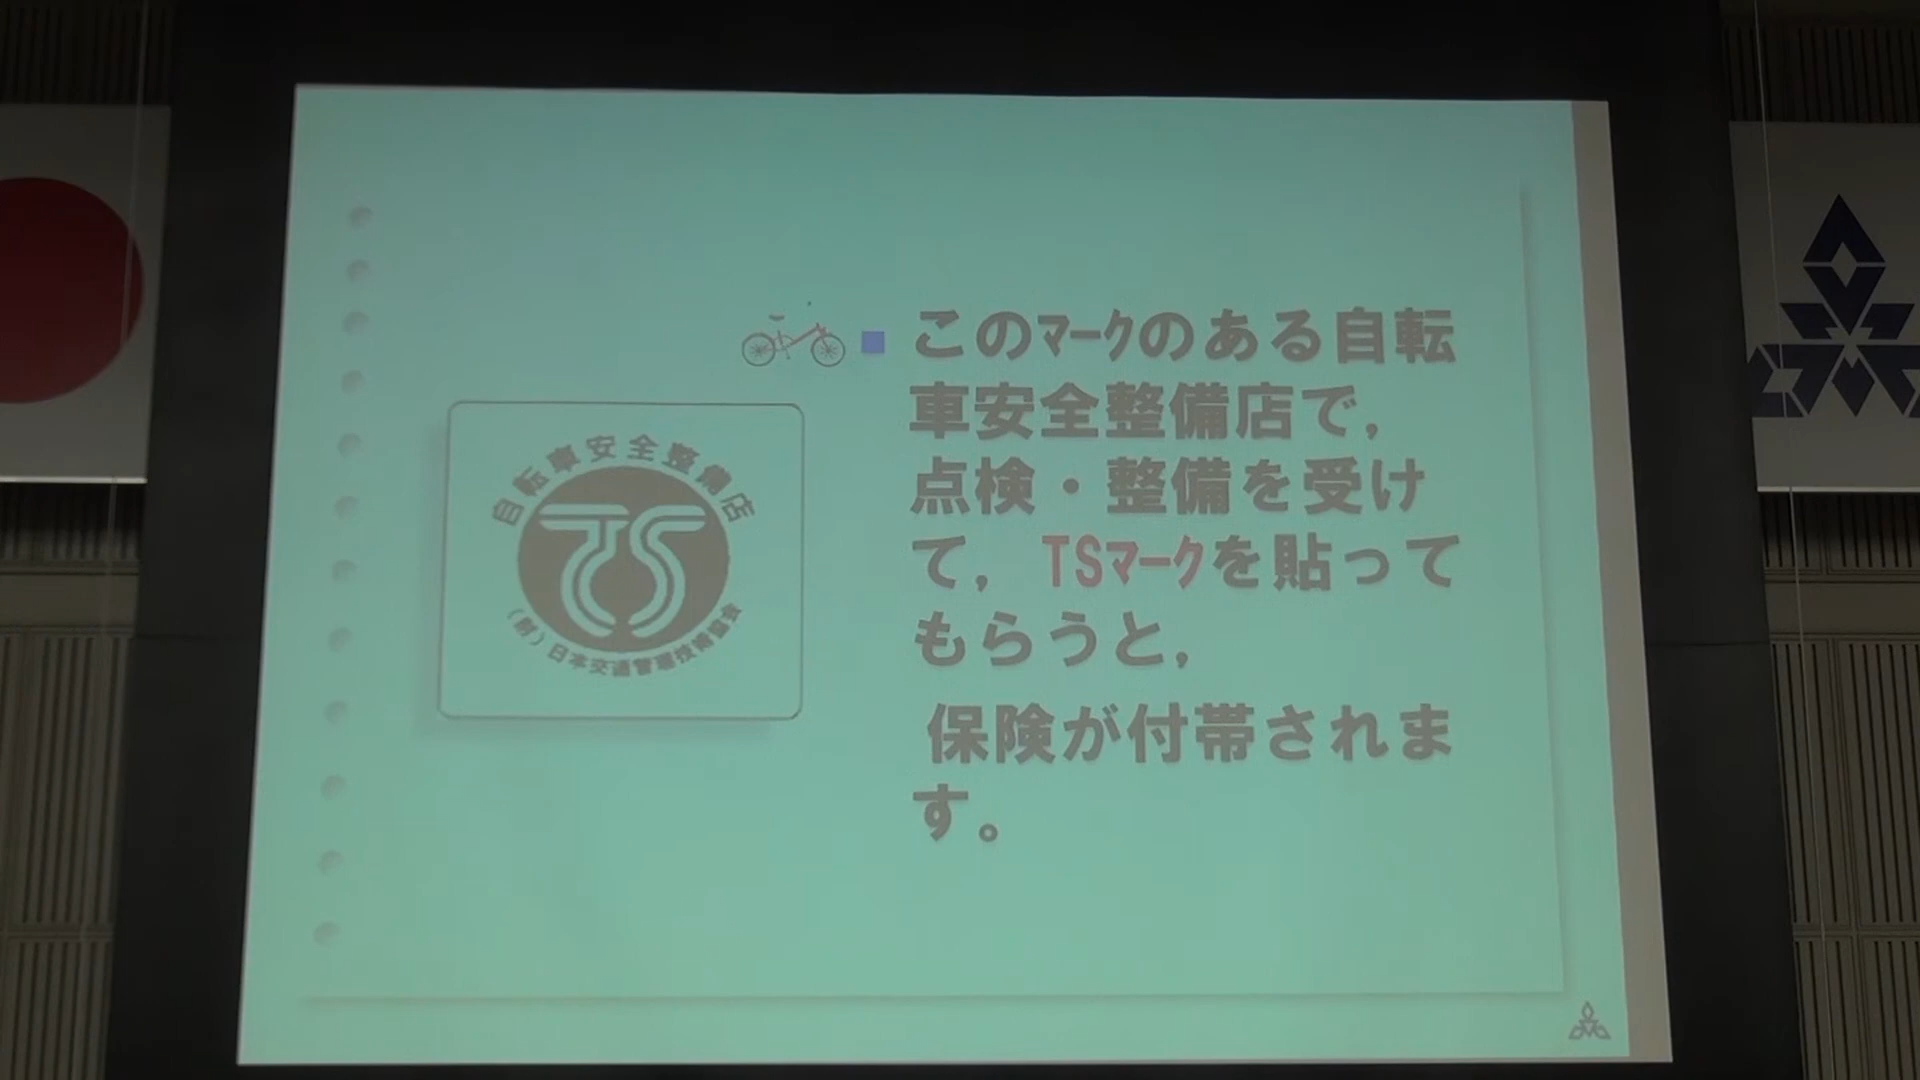 このﾏｰｸのある自転
車安全整備店で，
点検・整備を受け
て，TSﾏｰｸを貼って
もらうと，
保険が付帯されま
す。
自転車安全整備店
TS
（財）日本交通管理技術協会